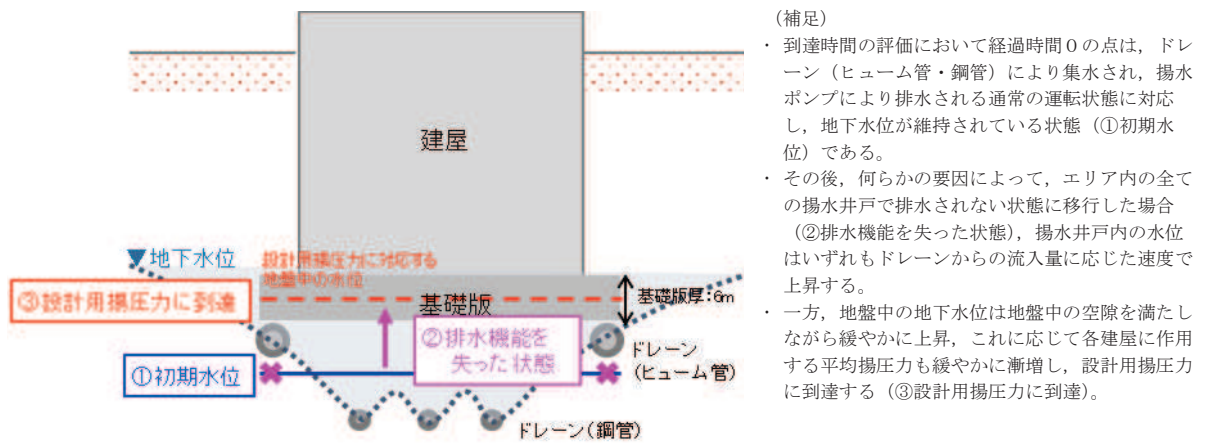 建屋
▼地下水位
設計用揚圧力に対応する
地盤中の水位
③設計用揚圧力に到達
基礎版
基礎版厚:6m
②排水機能を
失った状態
①初期水位
ドレーン
(ヒューム管)
ドレーン(鋼管)
（補足）
・ 到達時間の評価において経過時間０の点は，ドレ
ーン（ヒューム管・鋼管）により集水され，揚水
ポンプにより排水される通常の運転状態に対応
し，地下水位が維持されている状態（①初期水
位）である。
・ その後，何らかの要因によって，エリア内の全て
の揚水井戸で排水されない状態に移行した場合
（②排水機能を失った状態），揚水井戸内の水位
はいずれもドレーンからの流入量に応じた速度で
上昇する。
・ 一方，地盤中の地下水位は地盤中の空隙を満たし
ながら緩やかに上昇，これに応じて各建屋に作用
する平均揚圧力も緩やかに漸増し，設計用揚圧力
に到達する（③設計用揚圧力に到達）。